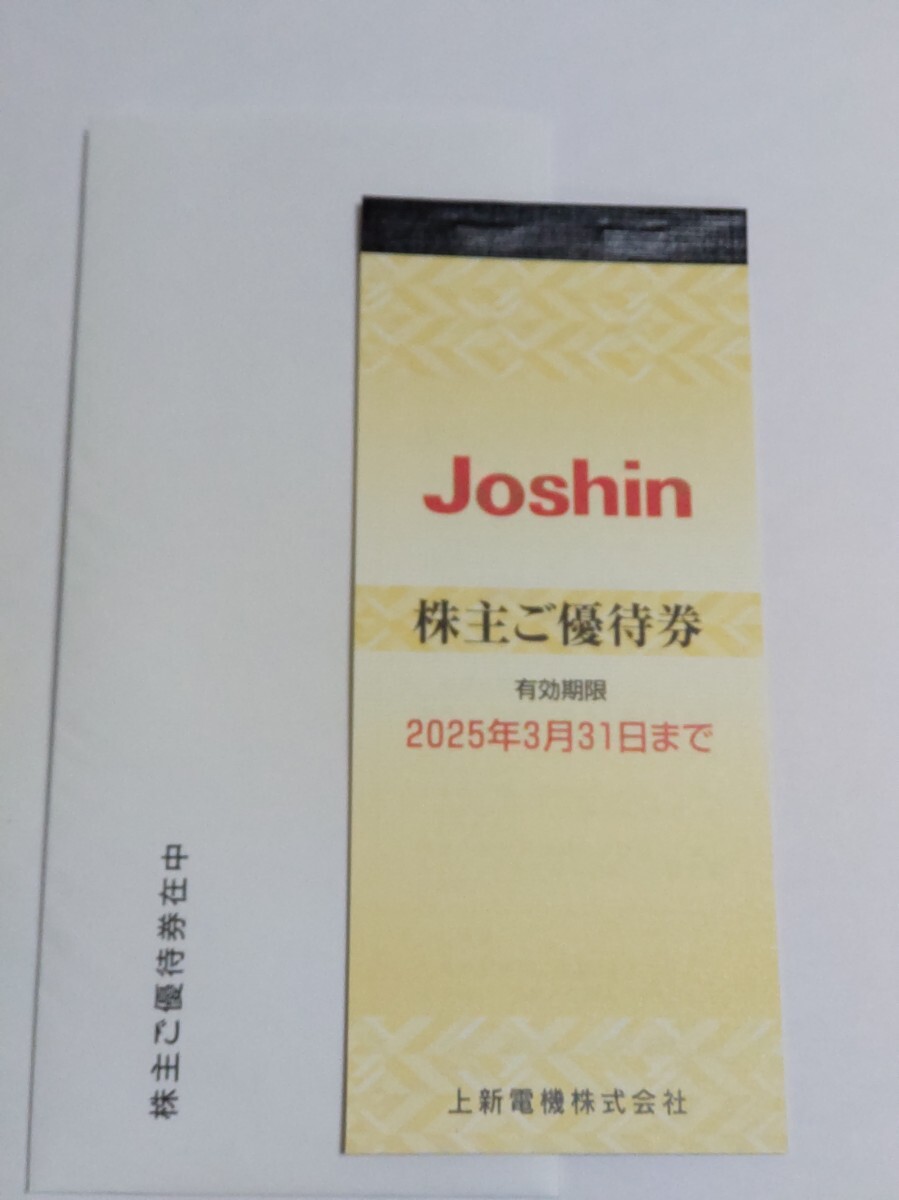 Joshin
株主ご優待券
有効期限
2025年3月31日まで
上新電機株式会社
株主ご優待券在中